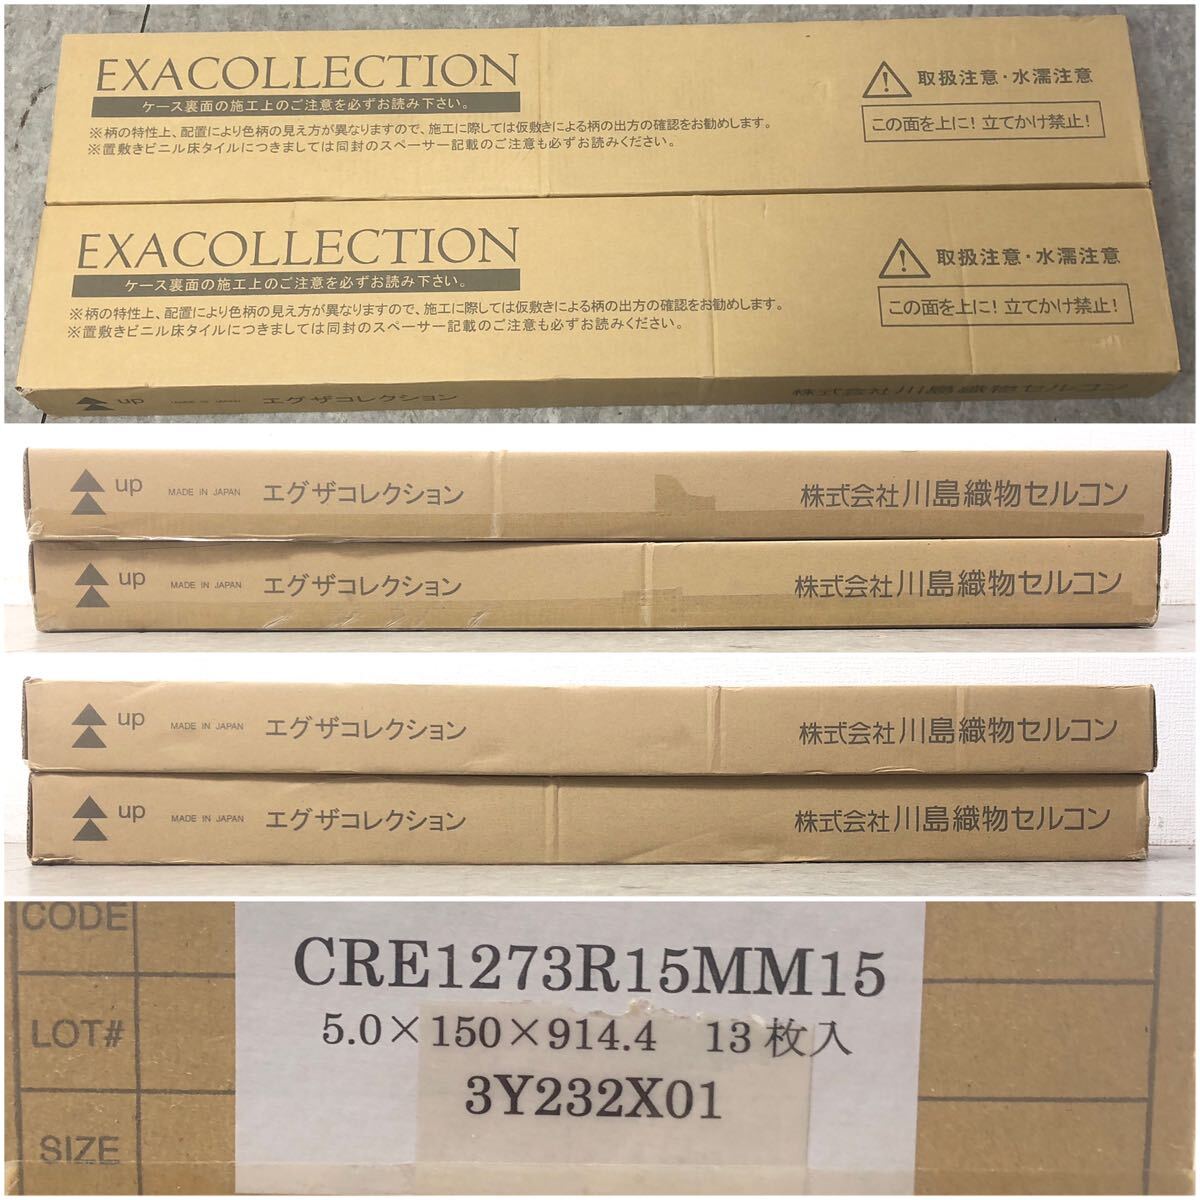 EXACOLLECTION
ケース裏面の施工上のご注意を必ずお読み下さい。
※柄の特性上、配置により色柄の見え方が異なりますので、施工に際しては仮敷きによる柄の出方の確認をお勧めします。
※置敷きビニル床タイルにつきましては同封のスペーサー記載のご注意も必ずお読みください。
取扱注意・水濡注意
この面を上に！立てかけ禁止！
EXACOLLECTION
ケース裏面の施工上のご注意を必ずお読み下さい。
※柄の特性上、配置により色柄の見え方が異なりますので、施工に際しては仮敷きによる柄の出方の確認をお勧めします。
※置敷きビニル床タイルにつきましては同封のスペーサー記載のご注意も必ずお読みください。
取扱注意・水濡注意
この面を上に！立てかけ禁止！
up MADE IN JAPAN エグザコレクション 株式会社川島織物セルコン
up MADE IN JAPAN エグザコレクション 株式会社川島織物セルコン
up MADE IN JAPAN エグザコレクション 株式会社川島織物セルコン
up MADE IN JAPAN エグザコレクション 株式会社川島織物セルコン
up MADE IN JAPAN エグザコレクション 株式会社川島織物セルコン
CODE
CRE1273R15MM15
LOT#
5.0×150×914.4 13枚入
3Y232X01
SIZE